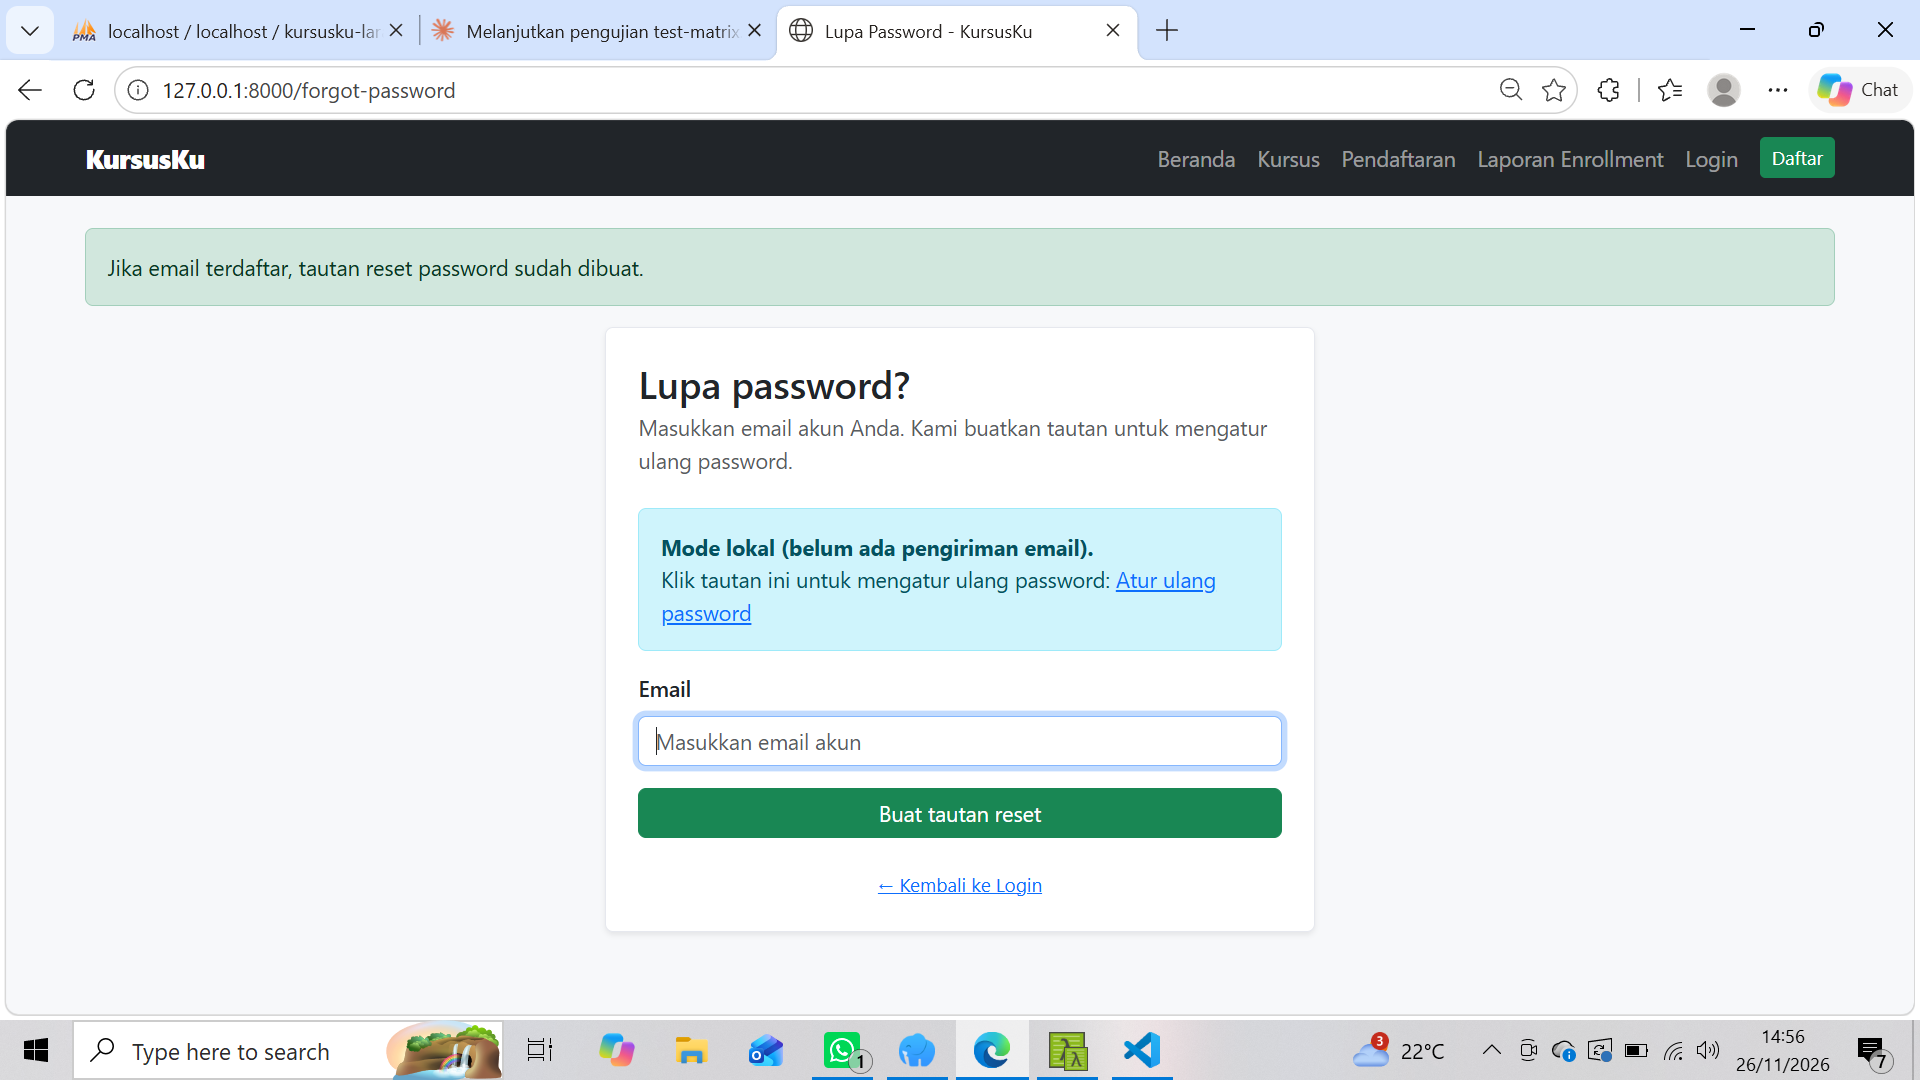 localhost / localhost / kursusku-lar
Melanjutkan pengujian test-matrix
Lupa Password - KursusKu
127.0.0.1:8000/forgot-password
Chat
KursusKu
Beranda
Kursus
Pendaftaran
Laporan Enrollment
Login
Daftar
Jika email terdaftar, tautan reset password sudah dibuat.
Lupa password?
Masukkan email akun Anda. Kami buatkan tautan untuk mengatur
ulang password.
Mode lokal (belum ada pengiriman email).
Klik tautan ini untuk mengatur ulang password: Atur ulang
password
Email
Masukkan email akun
Buat tautan reset
← Kembali ke Login
Type here to search
1
3
22°C
14:56
26/11/2026
7